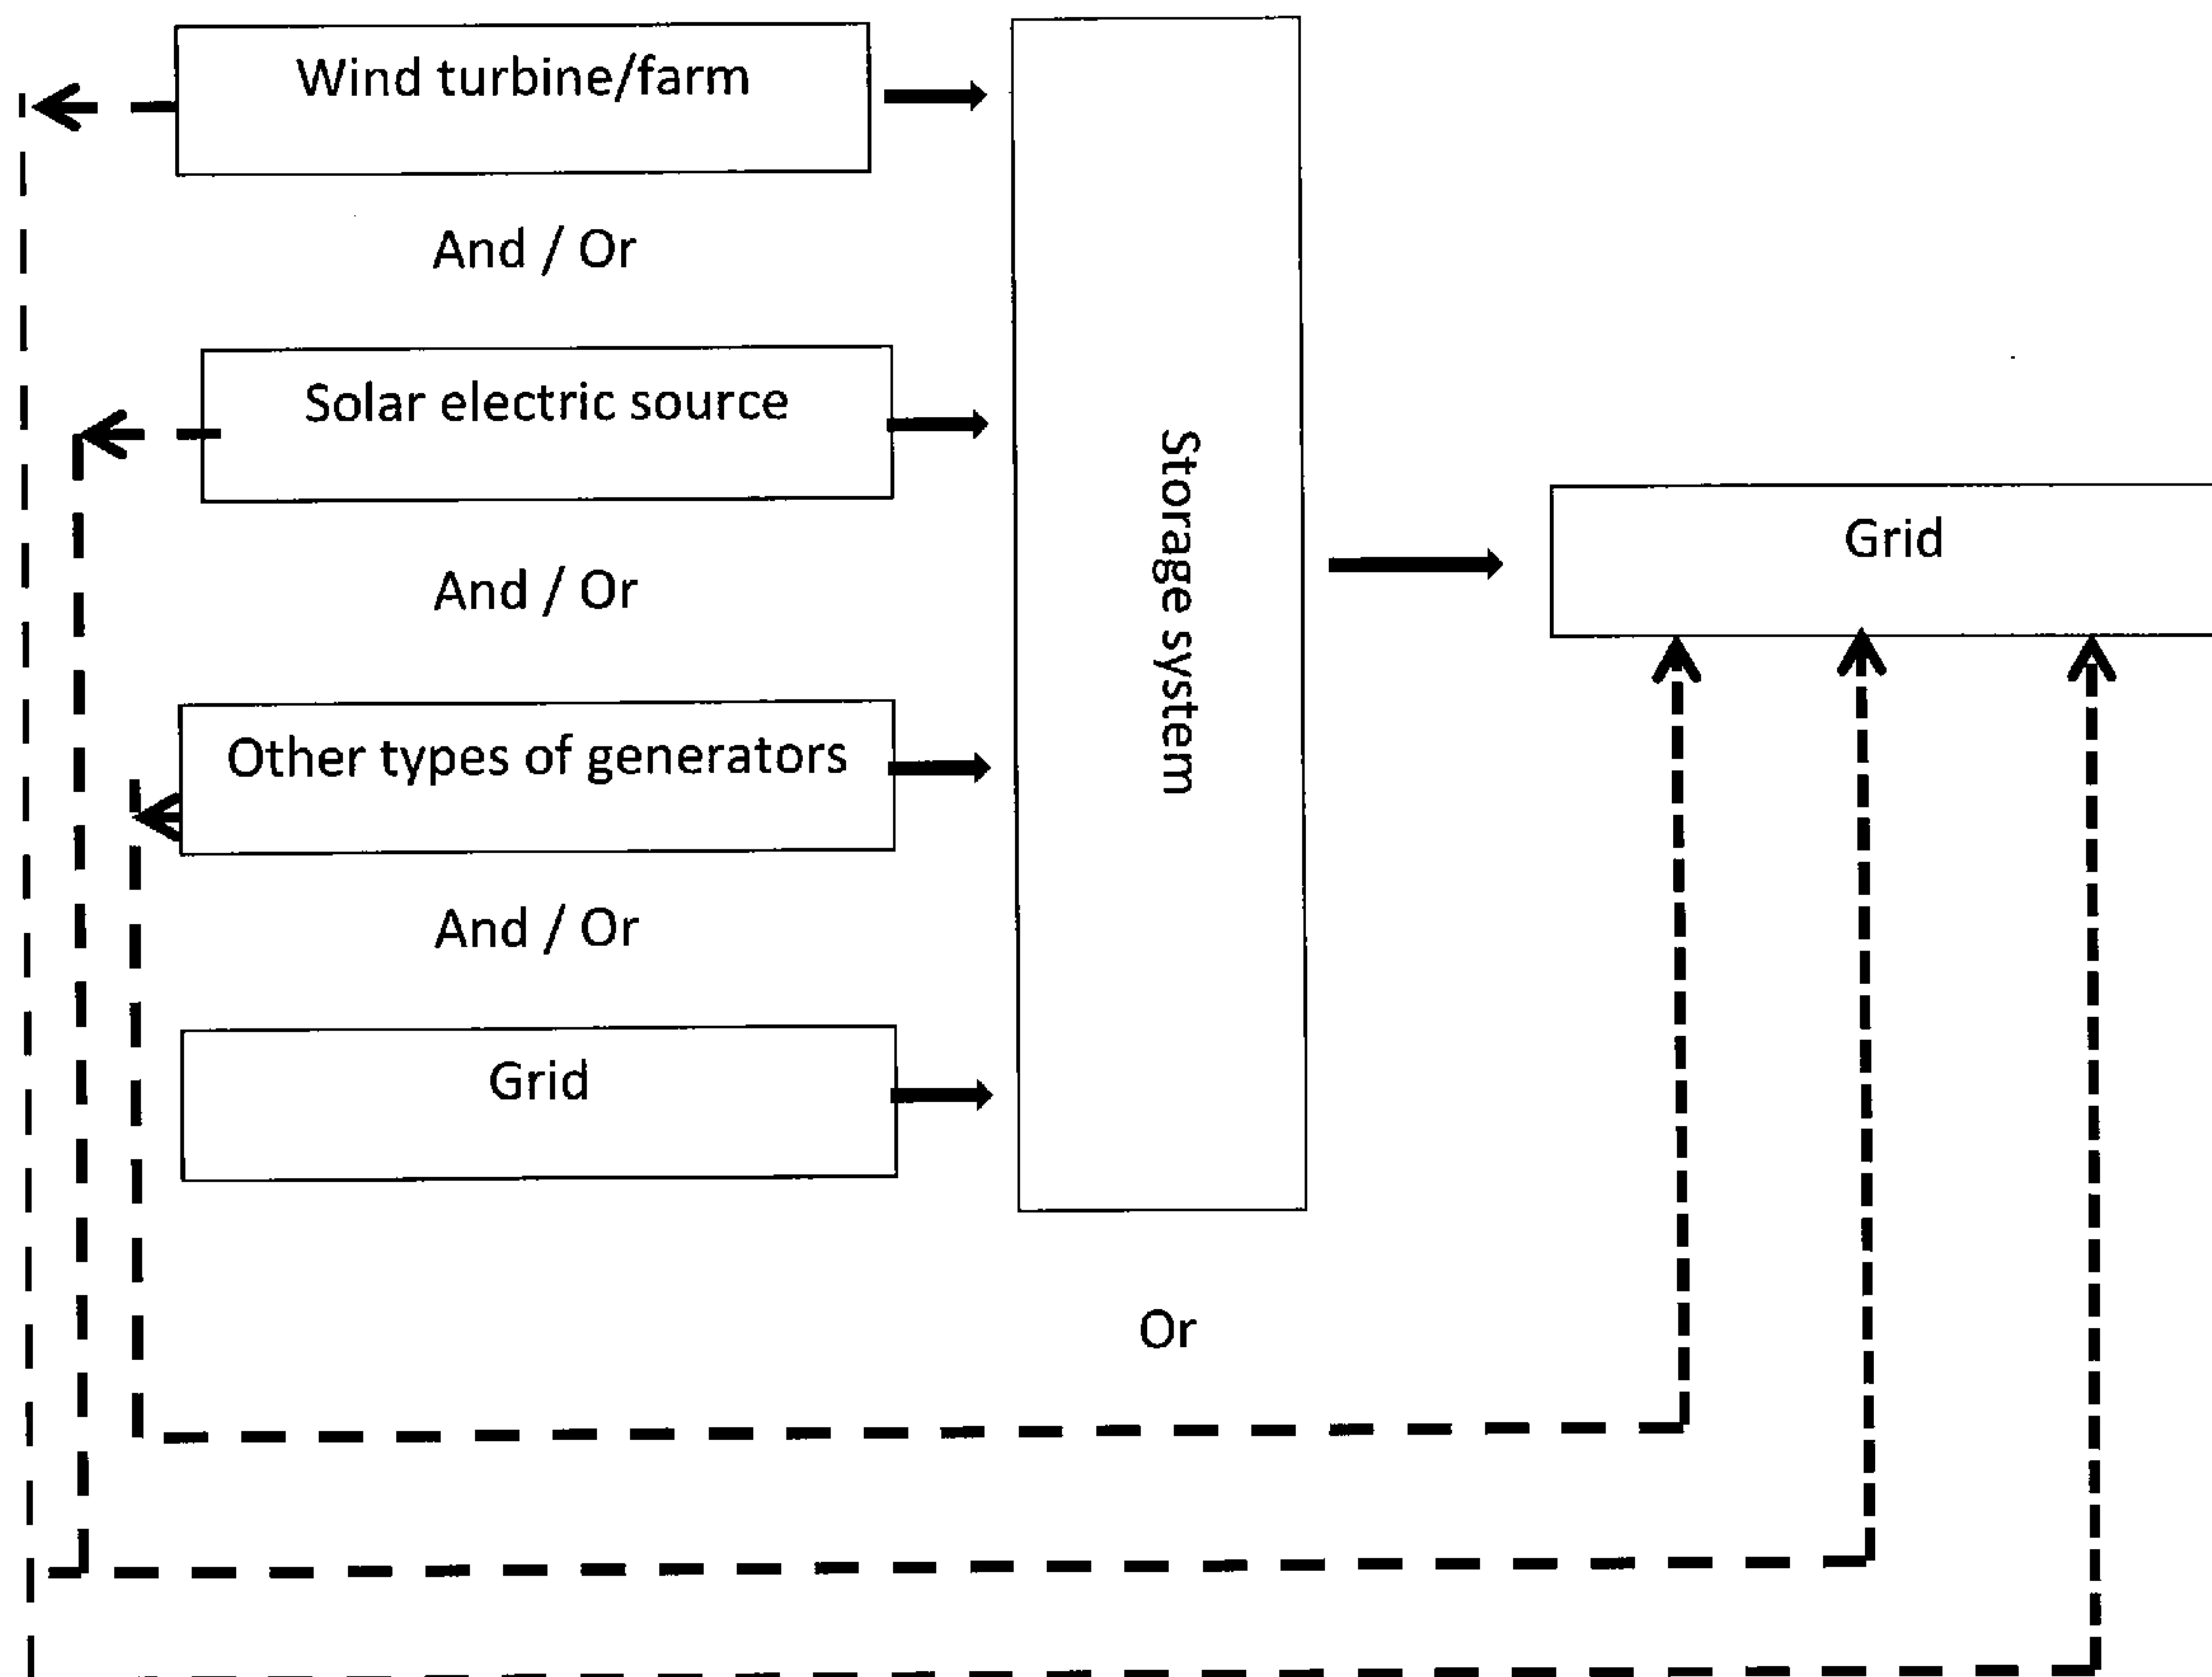 Wind turbine/farm
And / Or
Solar electric source
And / Or
Other types of generators
And / Or
Grid
Storage system
Grid
Or